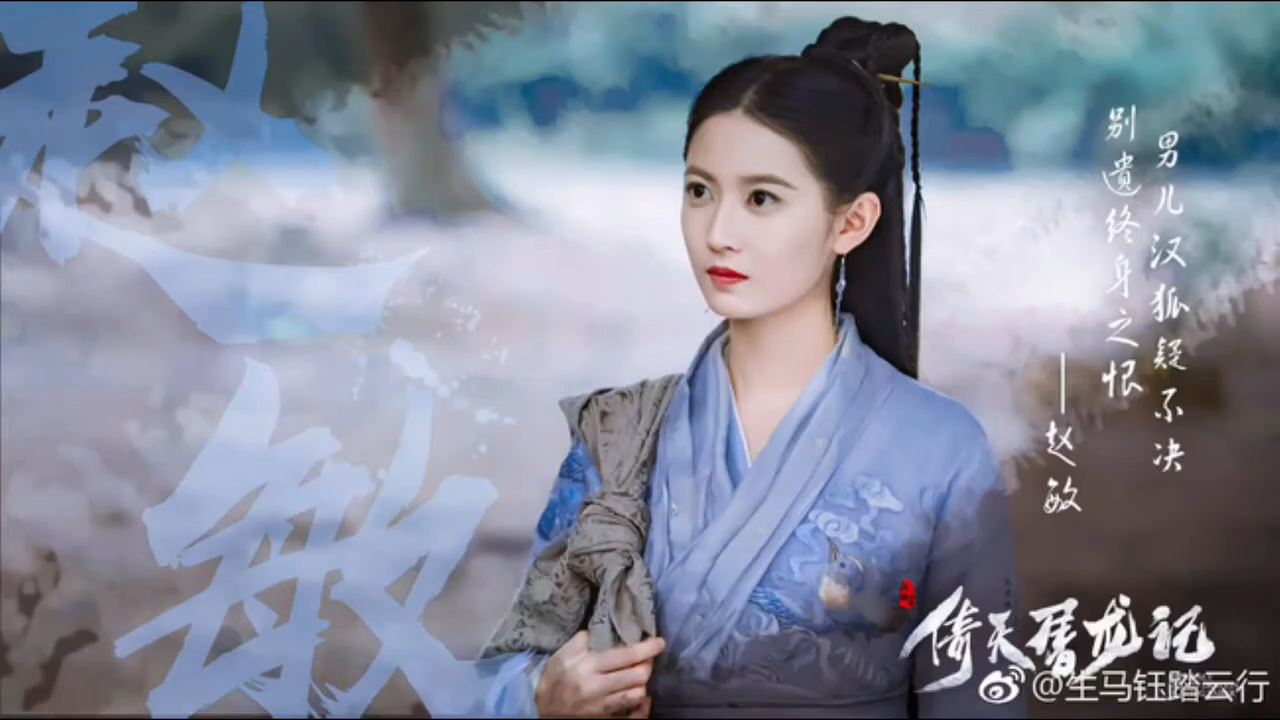 赵敏
男儿汉狐疑不决
别遗终身之恨
——赵敏
倚天屠龙记
@生马钰踏云行